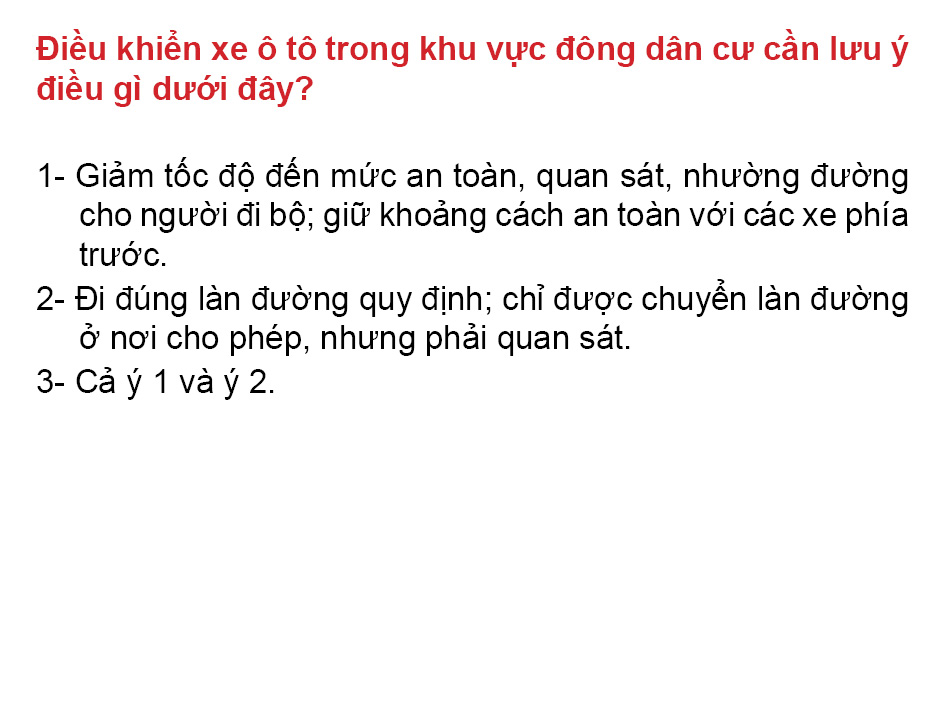 Điều khiển xe ô tô trong khu vực đông dân cư cần lưu ý
điều gì dưới đây?
1- Giảm tốc độ đến mức an toàn, quan sát, nhường đường
cho người đi bộ; giữ khoảng cách an toàn với các xe phía
trước.
2- Đi đúng làn đường quy định; chỉ được chuyển làn đường
ở nơi cho phép, nhưng phải quan sát.
3- Cả ý 1 và ý 2.